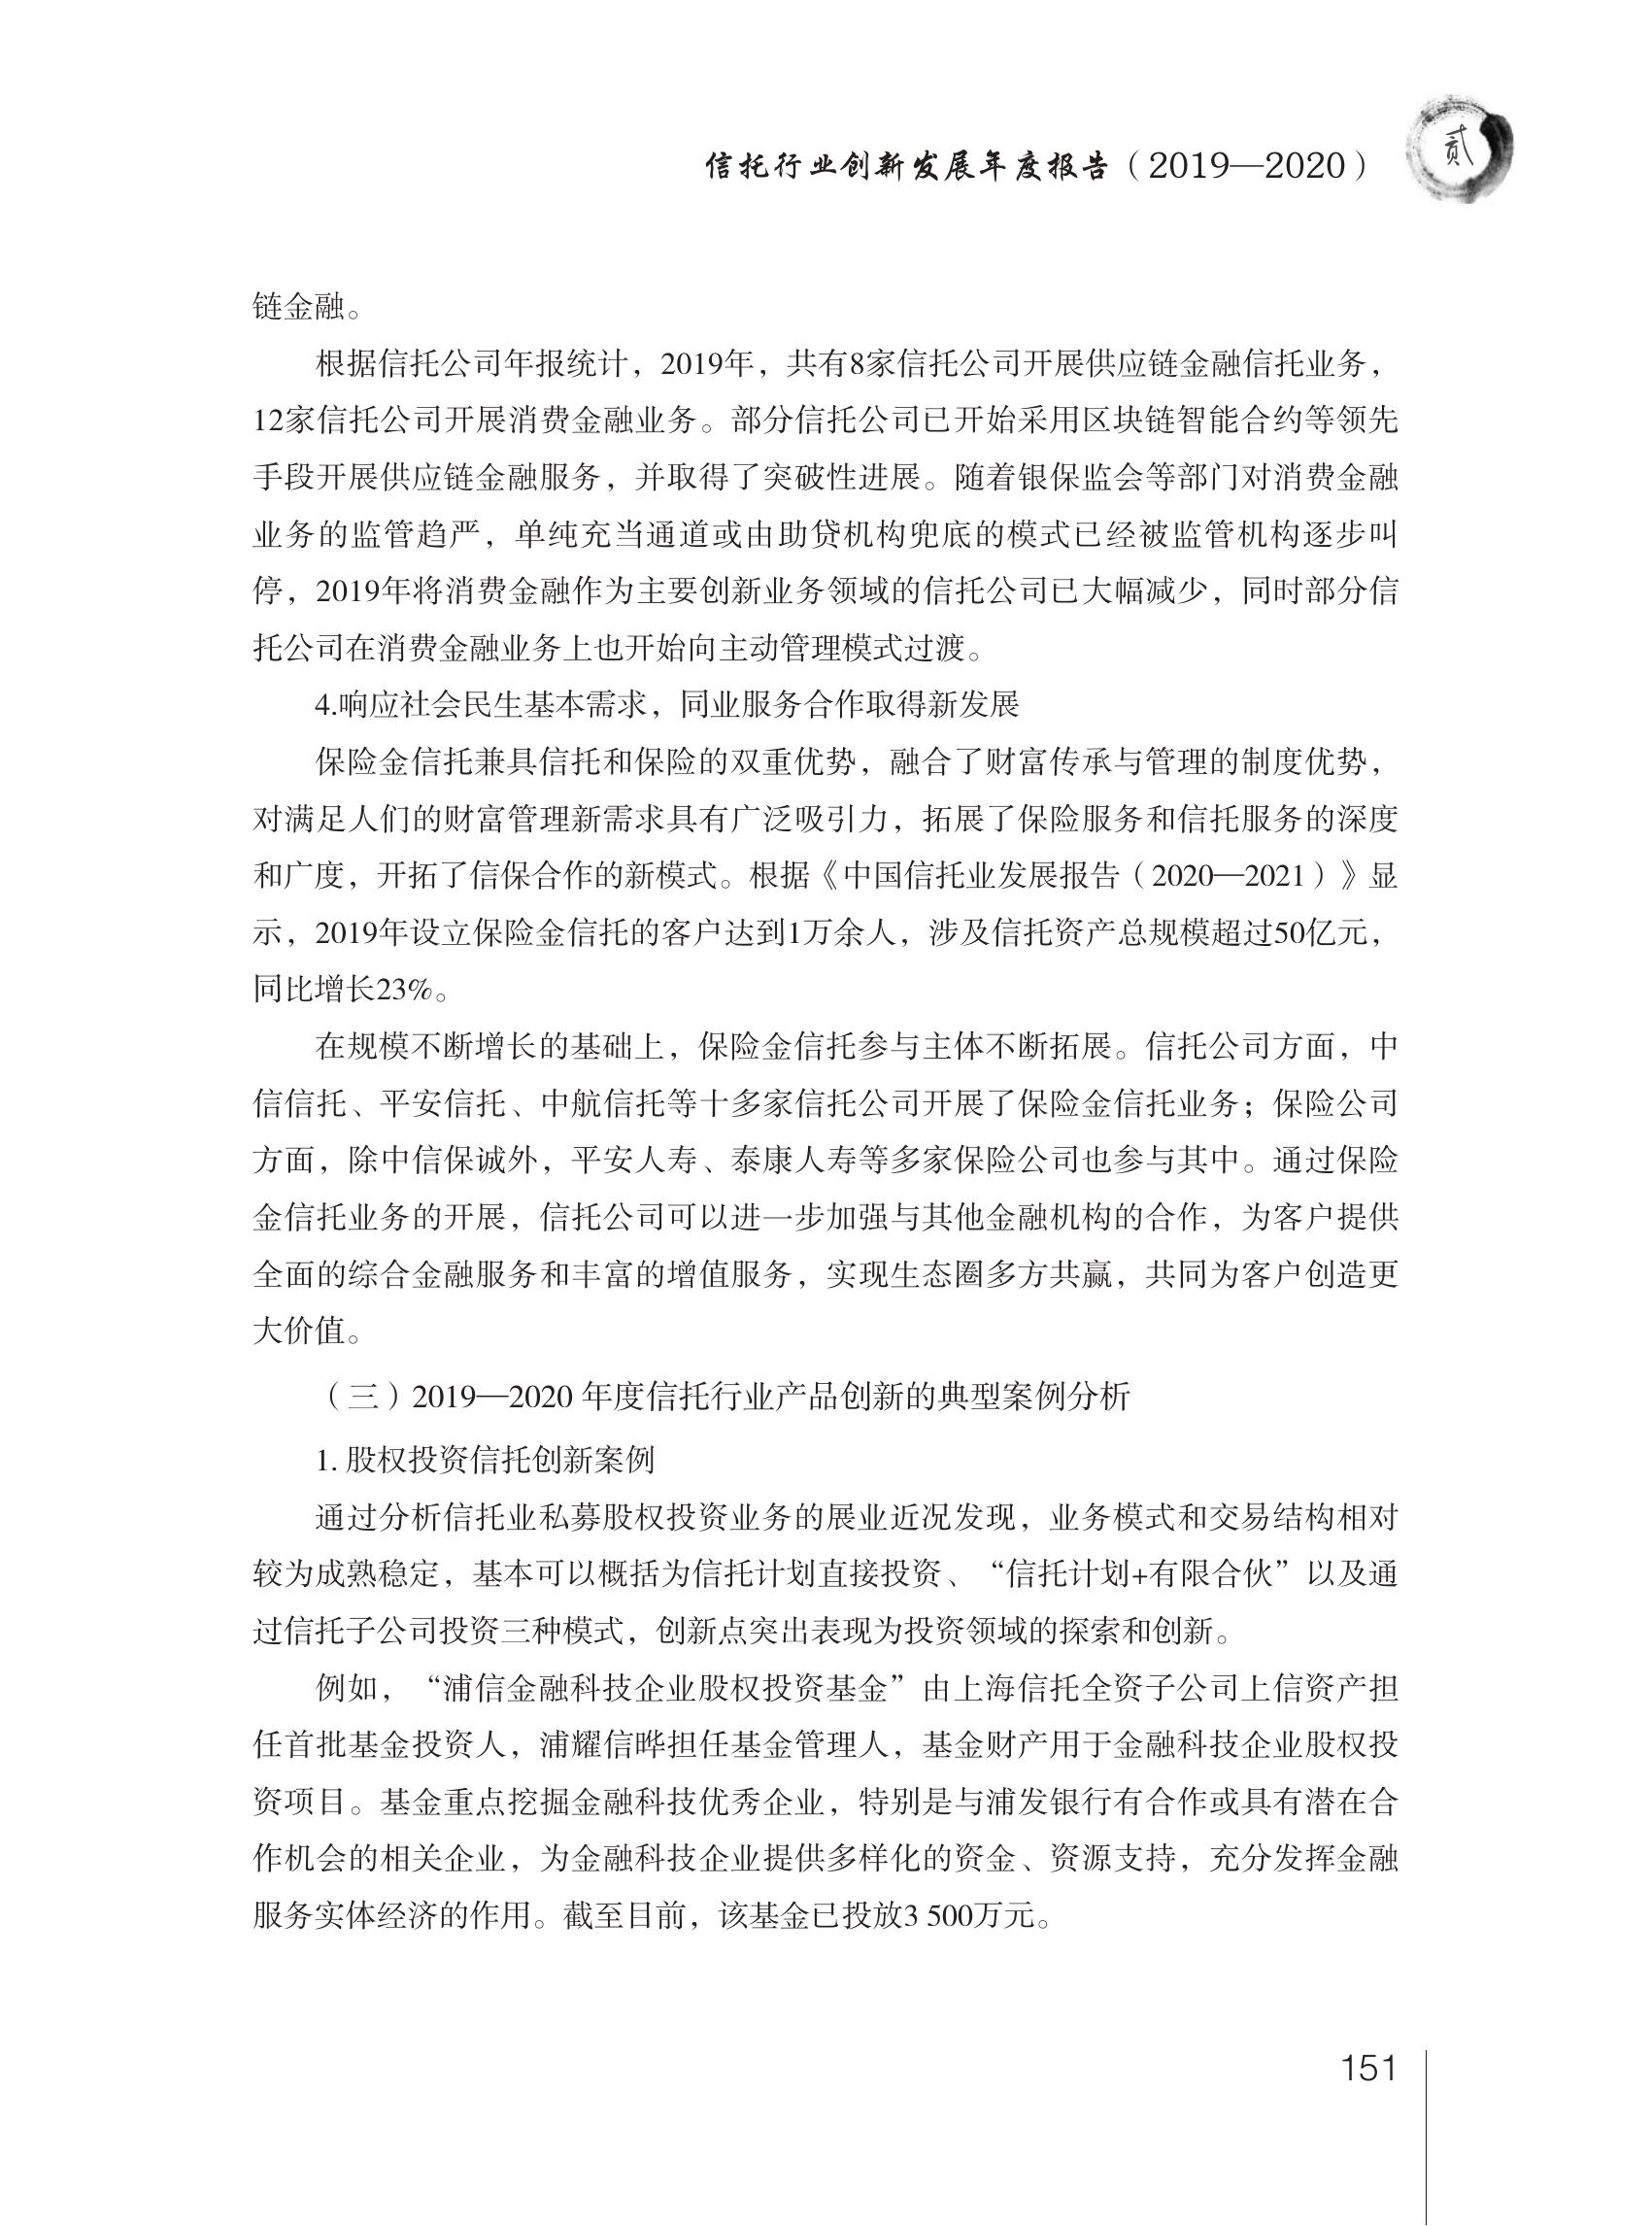 信托行业创新发展年度报告（2019—2020）
贰
链金融。
根据信托公司年报统计，2019年，共有8家信托公司开展供应链金融信托业务，
12家信托公司开展消费金融业务。部分信托公司已开始采用区块链智能合约等领先
手段开展供应链金融服务，并取得了突破性进展。随着银保监会等部门对消费金融
业务的监管趋严，单纯充当通道或由助贷机构兜底的模式已经被监管机构逐步叫
停，2019年将消费金融作为主要创新业务领域的信托公司已大幅减少，同时部分信
托公司在消费金融业务上也开始向主动管理模式过渡。
4.响应社会民生基本需求，同业服务合作取得新发展
保险金信托兼具信托和保险的双重优势，融合了财富传承与管理的制度优势，
对满足人们的财富管理新需求具有广泛吸引力，拓展了保险服务和信托服务的深度
和广度，开拓了信保合作的新模式。根据《中国信托业发展报告（2020—2021）》显
示，2019年设立保险金信托的客户达到1万余人，涉及信托资产总规模超过50亿元，
同比增长23%。
在规模不断增长的基础上，保险金信托参与主体不断拓展。信托公司方面，中
信信托、平安信托、中航信托等十多家信托公司开展了保险金信托业务；保险公司
方面，除中信保诚外，平安人寿、泰康人寿等多家保险公司也参与其中。通过保险
金信托业务的开展，信托公司可以进一步加强与其他金融机构的合作，为客户提供
全面的综合金融服务和丰富的增值服务，实现生态圈多方共赢，共同为客户创造更
大价值。
（三）2019—2020 年度信托行业产品创新的典型案例分析
1. 股权投资信托创新案例
通过分析信托业私募股权投资业务的展业近况发现，业务模式和交易结构相对
较为成熟稳定，基本可以概括为信托计划直接投资、“信托计划+有限合伙”以及通
过信托子公司投资三种模式，创新点突出表现为投资领域的探索和创新。
例如，“浦信金融科技企业股权投资基金”由上海信托全资子公司上信资产担
任首批基金投资人，浦耀信晔担任基金管理人，基金财产用于金融科技企业股权投
资项目。基金重点挖掘金融科技优秀企业，特别是与浦发银行有合作或具有潜在合
作机会的相关企业，为金融科技企业提供多样化的资金、资源支持，充分发挥金融
服务实体经济的作用。截至目前，该基金已投放3 500万元。
151